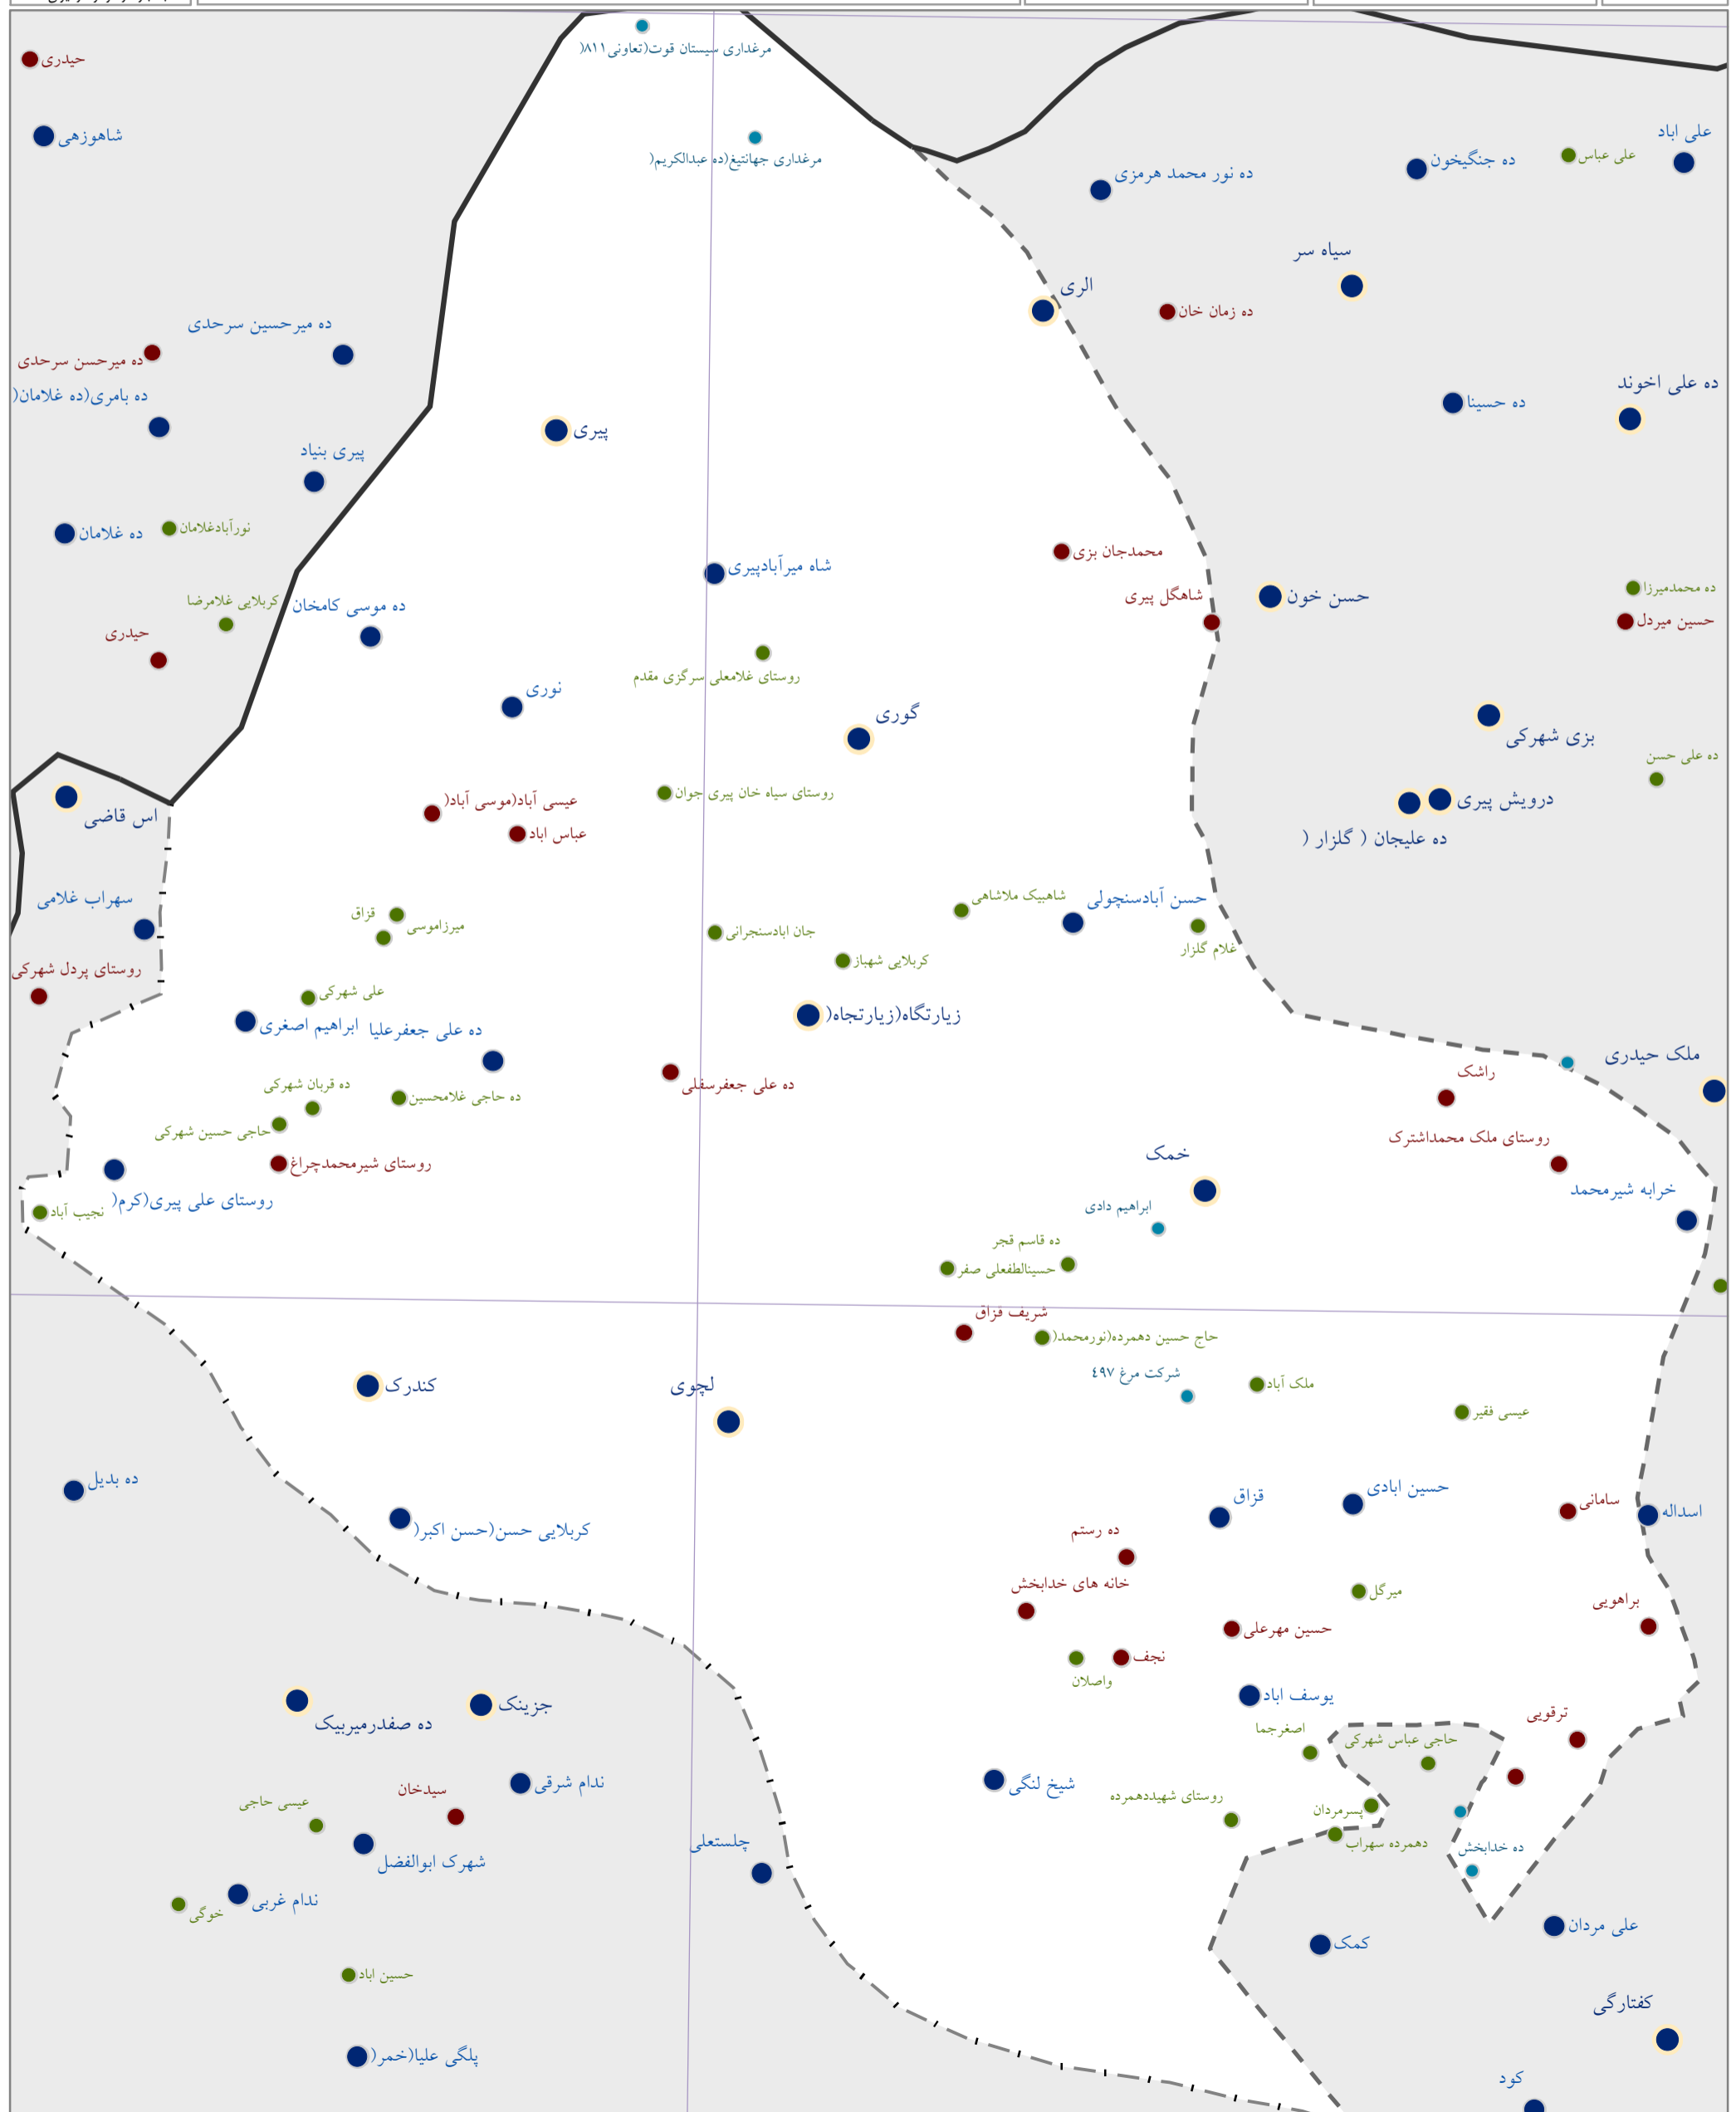 مرغداری سیستان قوت(تعاونی۸۱۱(
حیدری
شاهوزهی
مرغداری جهانتیغ(ده عبدالکریم(
علی اباد
علی عباس
ده جنگیخون
ده نور محمد هرمزی
سیاه سر
الری
ده زمان خان
ده میرحسین سرحدی
ده میرحسن سرحدی
ده علی اخوند
ده حسینا
ده بامری(ده غلامان(
پیری
پیری بنیاد
نورآبادغلامان
ده غلامان
محمدجان بزی
شاه میرآبادپیری
ده محمدمیرزا
حسن خون
شاهگل پیری
کربلایی غلامرضا
ده موسی کامخان
حسین میردل
حیدری
روستای غلامعلی سرگزی مقدم
نوری
گوری
بزی شهرکی
ده علی حسن
روستای سیاه خان پیری جوان
درویش پیری
عیسی آباد(موسی آباد(
اس قاضی
عباس اباد
ده علیجان ( گلزار (
سهراب غلامی
شاهبیک ملاشاهی
حسن آبادسنچولی
قزاق
میرزاموسی
جان ابادسنجرانی
غلام گلزار
کربلایی شهباز
روستای پردل شهرکی
علی شهرکی
زیارتگاه(زیارتجاه(
ابراهیم اصغری
ده علی جعفرعلیا
ملک حیدری
راشک
ده علی جعفرسفلی
ده قربان شهرکی
ده حاجی غلامحسین
حاجی حسین شهرکی
روستای ملک محمداشترک
خمک
روستای شیرمحمدچراغ
خرابه شیرمحمد
روستای علی پیری(کرم(
نجیب آباد
ابراهیم دادی
ده قاسم قجر
حسینالطفعلی صفر
شریف قزاق
حاج حسین دهمرده(نورمحمد(
شرکت مرغ ٤٩٧
ملک آباد
کندرک
لچوی
عیسی فقیر
ده بدیل
حسین ابادی
قزاق
سامانی
اسداله
کربلایی حسن(حسن اکبر(
ده رستم
خانه های خدابخش
میرگل
براهویی
حسین مهرعلی
نجف
واصلان
یوسف اباد
جزینک
ده صفدرمیربیک
ترقویی
اصغرجما
حاجی عباس شهرکی
ندام شرقی
شیخ لنگی
سیدخان
روستای شهیددهمرده
عیسی حاجی
پسرمردان
دهمرده سهراب
چلستعلی
ده خدابخش
شهرک ابوالفضل
ندام غربی
خوگی
علی مردان
کمک
حسین اباد
کفتارگی
پلگی علیا(خمر(
کود